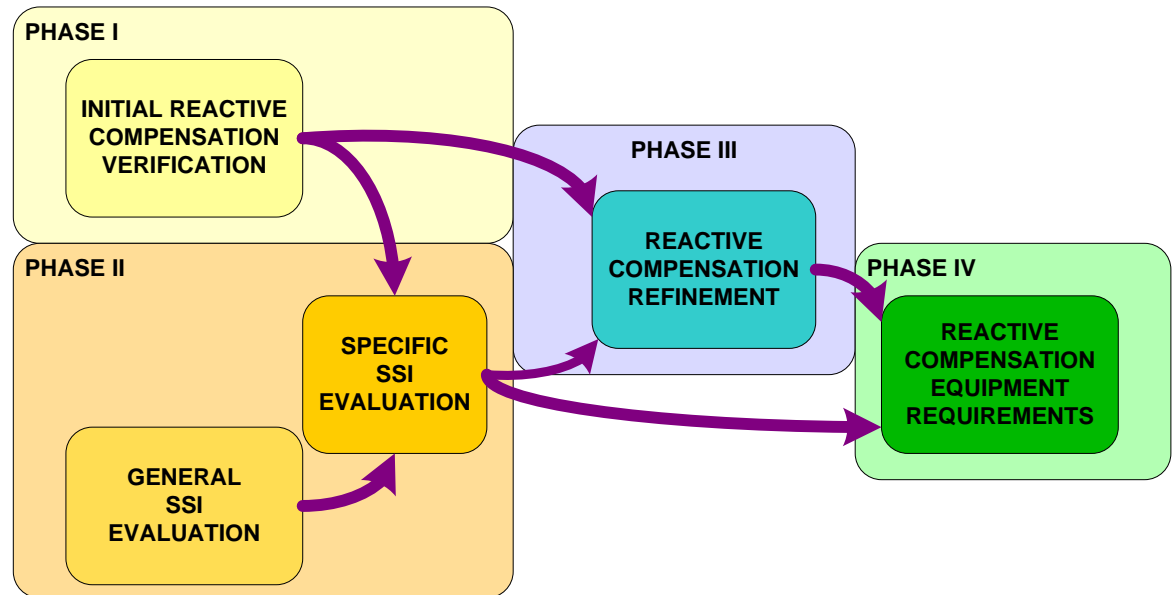 PHASE I
INITIAL REACTIVE
COMPENSATION
VERIFICATION
PHASE II
SPECIFIC
SSI
EVALUATION
GENERAL
SSI
EVALUATION
PHASE III
REACTIVE
COMPENSATION
REFINEMENT
PHASE IV
REACTIVE
COMPENSATION
EQUIPMENT
REQUIREMENTS